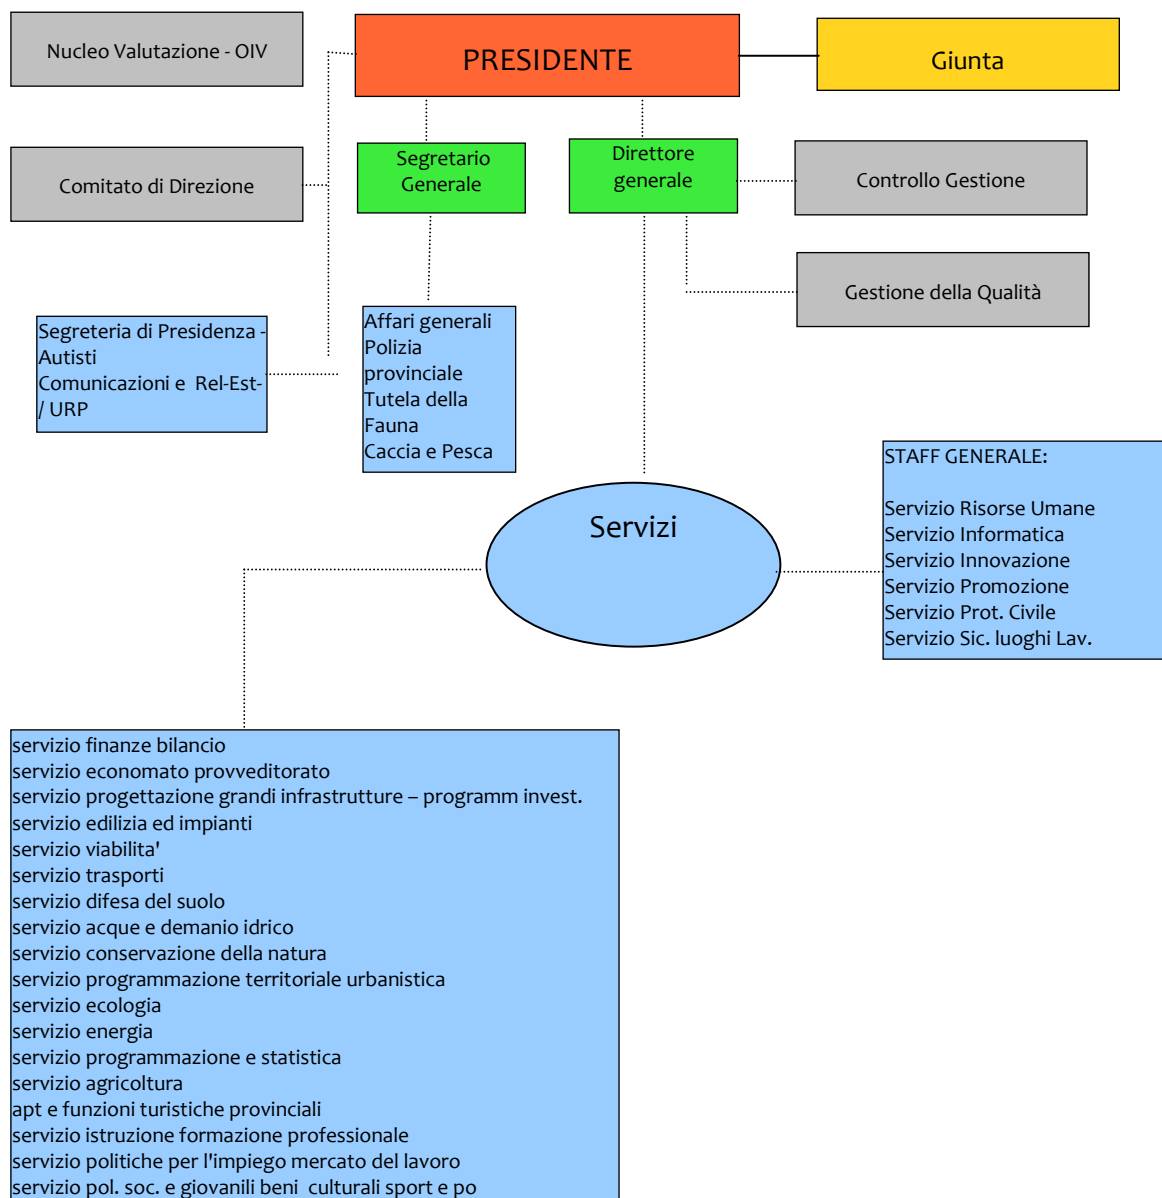 Nucleo Valutazione - OIV
PRESIDENTE
Giunta
Comitato di Direzione
Segretario
Generale
Direttore
generale
Controllo Gestione
Gestione della Qualità
Segreteria di Presidenza -
Autisti
Comunicazioni e Rel-Est-
/ URP
Affari generali
Polizia
provinciale
Tutela della
Fauna
Caccia e Pesca
STAFF GENERALE:
Servizio Risorse Umane
Servizio Informatica
Servizio Innovazione
Servizio Promozione
Servizio Prot. Civile
Servizio Sic. luoghi Lav.
Servizi
servizio finanze bilancio
servizio economato provveditorato
servizio progettazione grandi infrastrutture – programm invest.
servizio edilizia ed impianti
servizio viabilita'
servizio trasporti
servizio difesa del suolo
servizio acque e demanio idrico
servizio conservazione della natura
servizio programmazione territoriale urbanistica
servizio ecologia
servizio energia
servizio programmazione e statistica
servizio agricoltura
apt e funzioni turistiche provinciali
servizio istruzione formazione professionale
servizio politiche per l'impiego mercato del lavoro
servizio pol. soc. e giovanili beni culturali sport e po